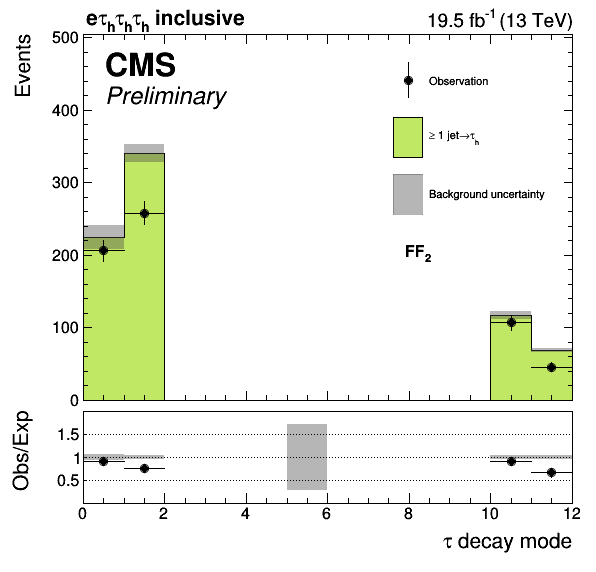 eτₕτₕτₕ inclusive
19.5 fb⁻¹ (13 TeV)
Events
500
400
300
200
100
0
CMS
Preliminary
Observation
≥ 1 jet→τₕ
Background uncertainty
FF₂
Obs/Exp
1.5
1
0.5
0 2 4 6 8 10 12
τ decay mode